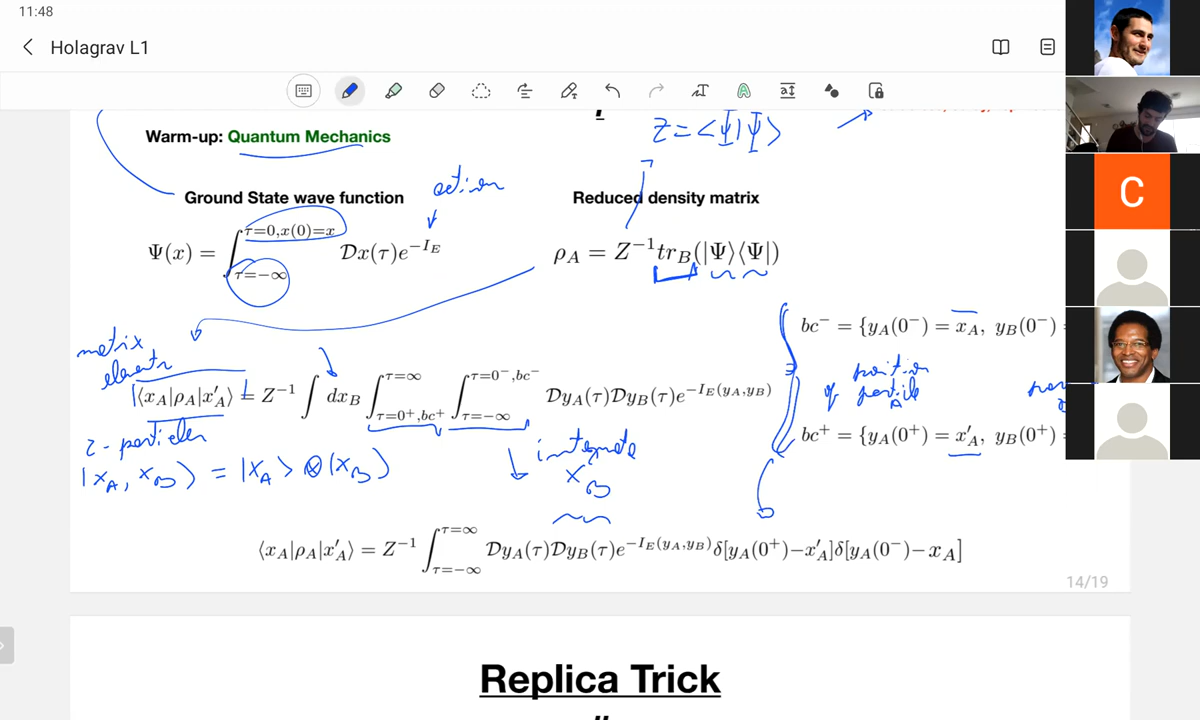 11:48
Holagrav L1
Z = <Ψ|Ψ>
Warm-up: Quantum Mechanics
action
Ground State wave function
Reduced density matrix
Ψ(x) = ∫_{τ=−∞}^{τ=0,x(0)=x} Dx(τ)e^{−I_E}
ρ_A = Z^{−1}tr_B(|Ψ⟩⟨Ψ|)
matrix
elements
bc^− = {y_A(0^−) = x_A, y_B(0^−)
position
of particle
A
⟨x_A|ρ_A|x'_A⟩ = Z^{−1} ∫ dx_B ∫_{τ=0^+,bc^+}^{τ=∞} ∫_{τ=−∞}^{τ=0^−,bc^−} Dy_A(τ)Dy_B(τ)e^{−I_E(y_A,y_B)}
bc^+ = {y_A(0^+) = x'_A, y_B(0^+)
2-particles
|x_A, x_B> = |x_A> ⊗ |x_B>
integrate
x_B
⟨x_A|ρ_A|x'_A⟩ = Z^{−1} ∫_{τ=−∞}^{τ=∞} Dy_A(τ)Dy_B(τ)e^{−I_E(y_A,y_B)}δ[y_A(0^+)−x'_A]δ[y_A(0^−)−x_A]
14/19
Replica Trick
C